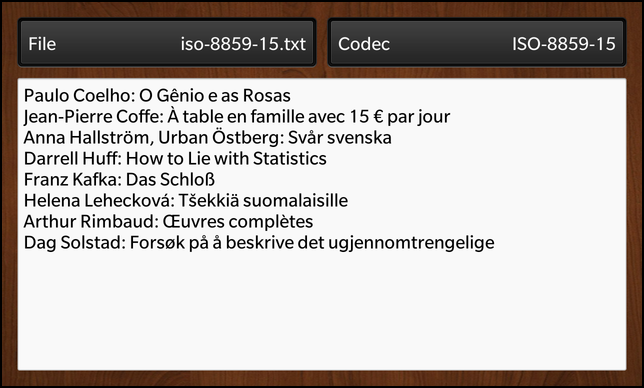 File iso-8859-15.txt Codec ISO-8859-15
Paulo Coelho: O Gênio e as Rosas
Jean-Pierre Coffe: À table en famille avec 15 € par jour
Anna Hallström, Urban Östberg: Svår svenska
Darrell Huff: How to Lie with Statistics
Franz Kafka: Das Schloß
Helena Lehecková: Tšekkiä suomalaisille
Arthur Rimbaud: Œuvres complètes
Dag Solstad: Forsøk på å beskrive det ugjennomtrengelige